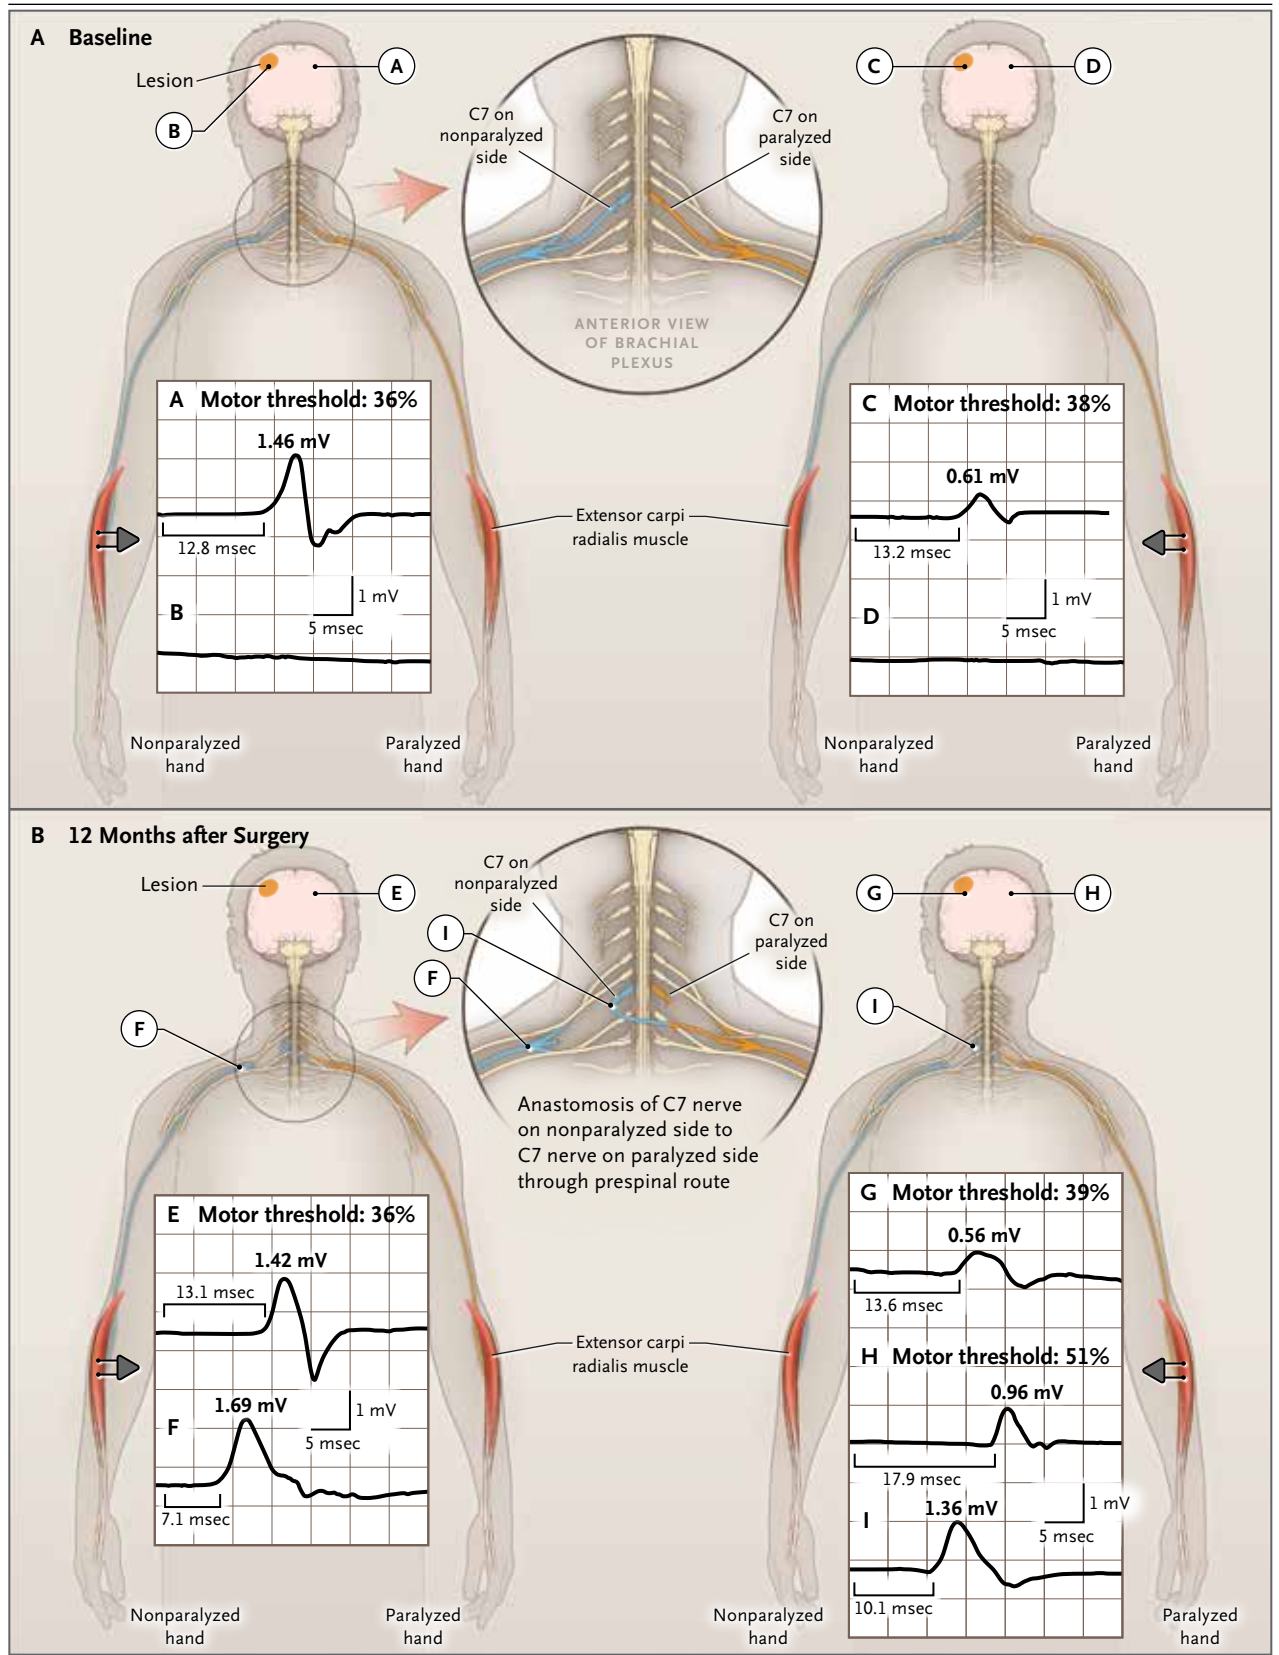 A Baseline
Lesion
A
B
C7 on
nonparalyzed
side
C7 on
paralyzed
side
C
D
ANTERIOR VIEW
OF BRACHIAL
PLEXUS
A Motor threshold: 36%
1.46 mV
12.8 msec
1 mV
5 msec
B
Extensor carpi
radialis muscle
C Motor threshold: 38%
0.61 mV
13.2 msec
1 mV
5 msec
D
Nonparalyzed
hand
Paralyzed
hand
Nonparalyzed
hand
Paralyzed
hand
B 12 Months after Surgery
Lesion
E
F
C7 on
nonparalyzed
side
I
F
C7 on
paralyzed
side
G
H
I
Anastomosis of C7 nerve
on nonparalyzed side to
C7 nerve on paralyzed side
through prespinal route
E Motor threshold: 36%
1.42 mV
13.1 msec
1.69 mV
F
1 mV
5 msec
7.1 msec
Extensor carpi
radialis muscle
G Motor threshold: 39%
0.56 mV
13.6 msec
H Motor threshold: 51%
0.96 mV
17.9 msec
1.36 mV
I
1 mV
5 msec
10.1 msec
Nonparalyzed
hand
Paralyzed
hand
Nonparalyzed
hand
Paralyzed
hand